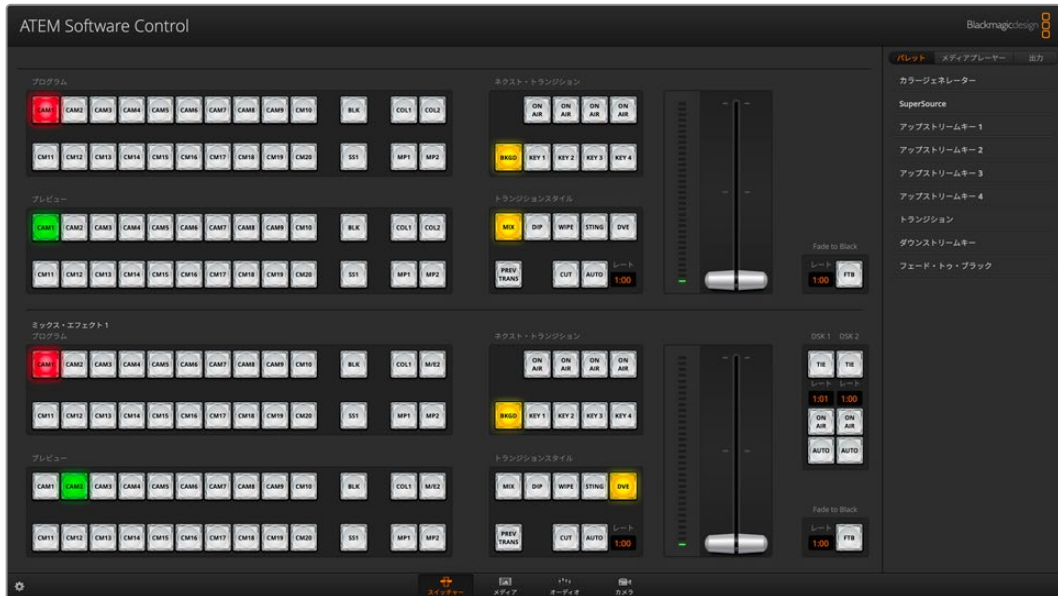 ATEM Software Control
Blackmagicdesign
パレット メディアプレーヤー 出力
カラージェネレーター
SuperSource
アップストリームキー 1
アップストリームキー 2
アップストリームキー 3
アップストリームキー 4
トランジション
ダウンストリームキー
フェード・トゥ・ブラック
プログラム
CAM1 CAM2 CAM3 CAM4 CAM5 CAM6 CAM7 CAM8 CAM9 CM10 BLK COL1 COL2
CM11 CM12 CM13 CM14 CM15 CM16 CM17 CM18 CM19 CM20 SS1 MP1 MP2
ネクスト・トランジション
ON AIR ON AIR ON AIR ON AIR
BKGD KEY 1 KEY 2 KEY 3 KEY 4
プレビュー
CAM1 CAM2 CAM3 CAM4 CAM5 CAM6 CAM7 CAM8 CAM9 CM10 BLK COL1 COL2
CM11 CM12 CM13 CM14 CM15 CM16 CM17 CM18 CM19 CM20 SS1 MP1 MP2
トランジションスタイル
MIX DIP WIPE STING DVE
PREV TRANS CUT AUTO レート 1:00
Fade to Black
レート
1:00 FTB
ミックス・エフェクト 1
プログラム
CAM1 CAM2 CAM3 CAM4 CAM5 CAM6 CAM7 CAM8 CAM9 CM10 BLK COL1 M/E2
CM11 CM12 CM13 CM14 CM15 CM16 CM17 CM18 CM19 CM20 SS1 MP1 MP2
ネクスト・トランジション
ON AIR ON AIR ON AIR ON AIR
BKGD KEY 1 KEY 2 KEY 3 KEY 4
DSK 1 DSK 2
TIE TIE
レート レート
1:01 1:00
ON AIR ON AIR
AUTO AUTO
プレビュー
CAM1 CAM2 CAM3 CAM4 CAM5 CAM6 CAM7 CAM8 CAM9 CM10 BLK COL1 M/E2
CM11 CM12 CM13 CM14 CM15 CM16 CM17 CM18 CM19 CM20 SS1 MP1 MP2
トランジションスタイル
MIX DIP WIPE STING DVE
PREV TRANS CUT AUTO レート 1:00
Fade to Black
レート
1:00 FTB
スイッチャー メディア オーディオ カメラ